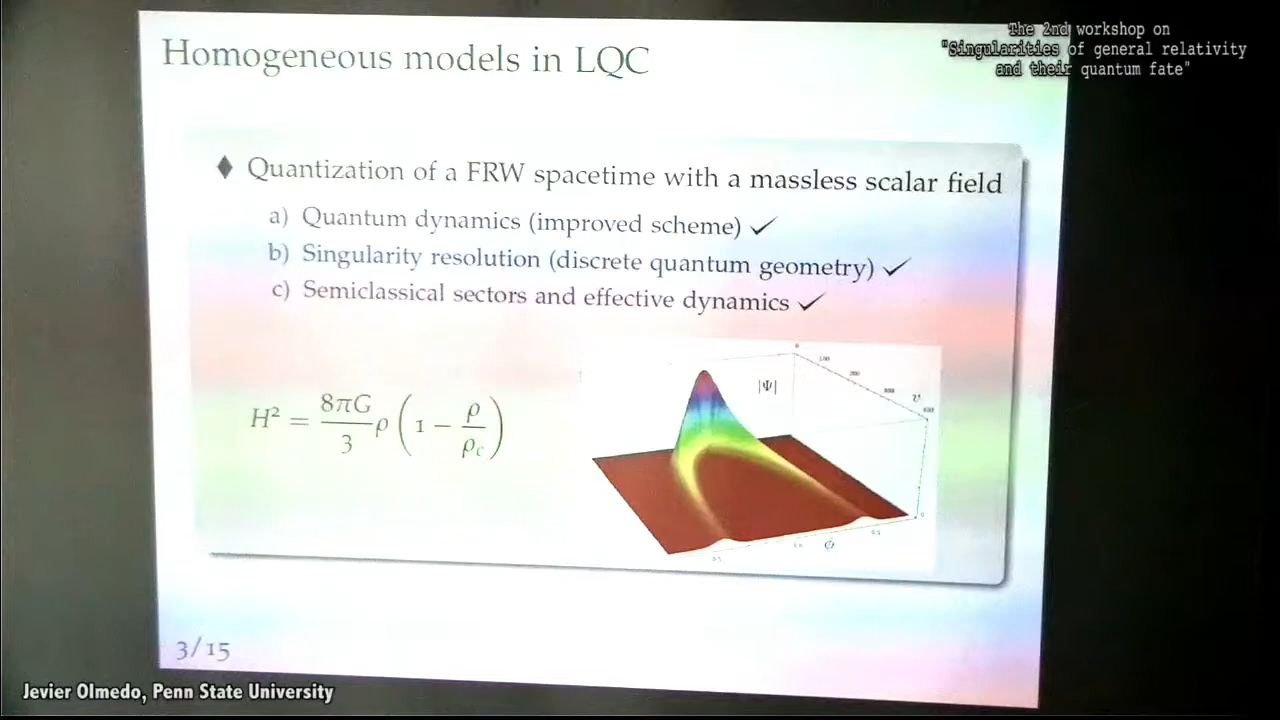 The 2nd workshop on
"Singularities of general relativity
and their quantum fate"
Homogeneous models in LQC
♦ Quantization of a FRW spacetime with a massless scalar field
a) Quantum dynamics (improved scheme) ✓
b) Singularity resolution (discrete quantum geometry) ✓
c) Semiclassical sectors and effective dynamics ✓
H² = 8πG/3 ρ (1 − ρ/ρc)
|Ψ|
υ
ϕ
3/15
Jevier Olmedo, Penn State University